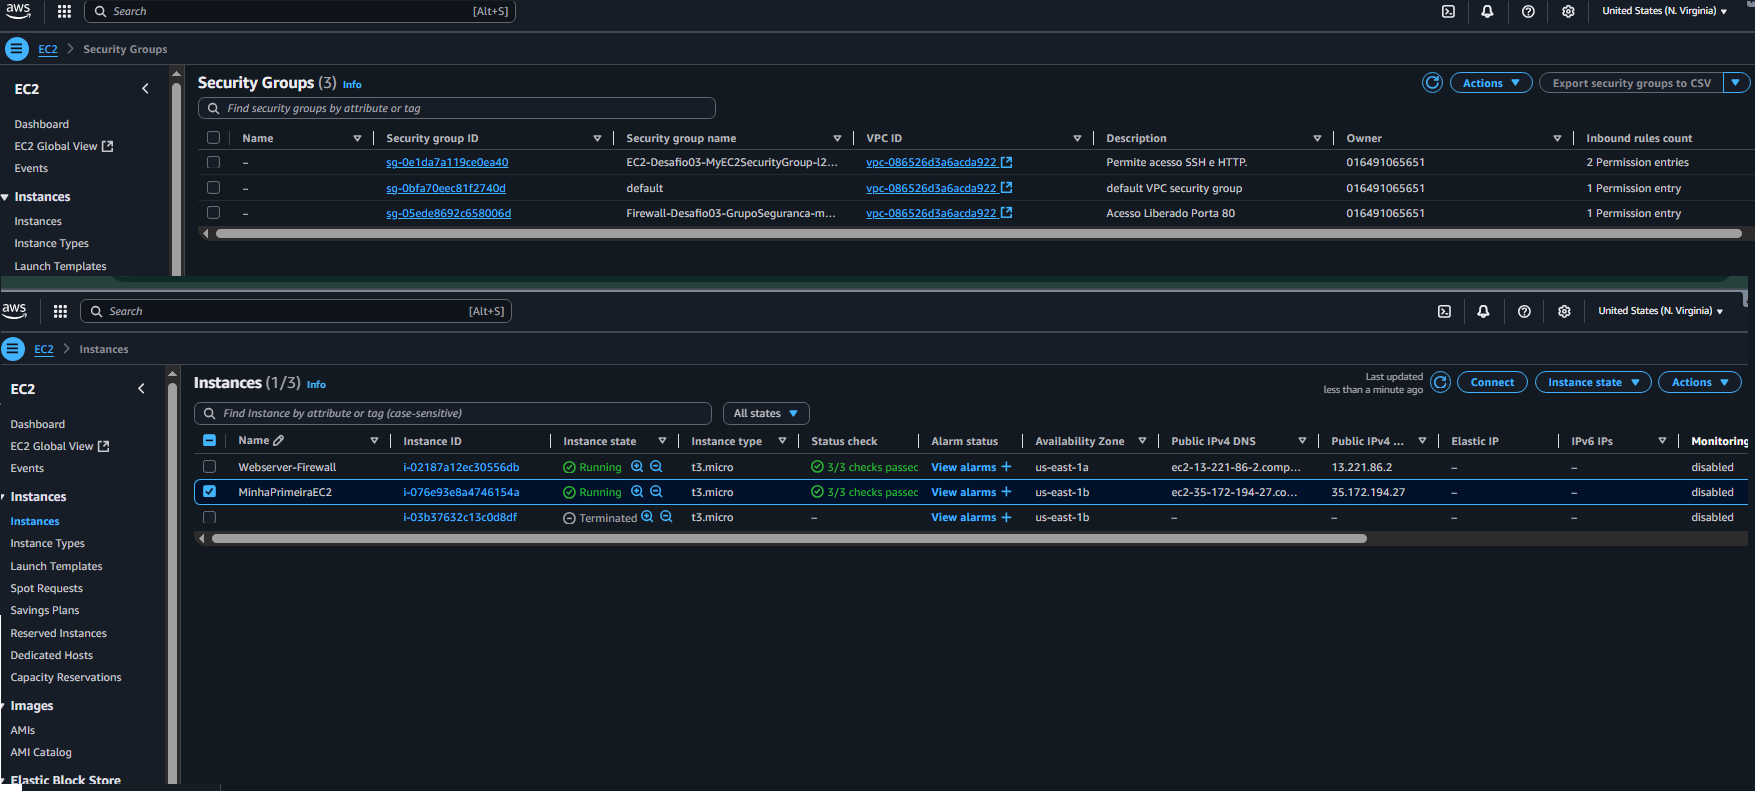 aws Search [Alt+S] United States (N. Virginia)
EC2 Security Groups
EC2
Dashboard
EC2 Global View
Events
Instances
Instances
Instance Types
Launch Templates
Security Groups (3) Info
Actions Export security groups to CSV
Find security groups by attribute or tag
Name Security group ID Security group name VPC ID Description Owner Inbound rules count
– sg-0e1da7a119ce0ea40 EC2-Desafio03-MyEC2SecurityGroup-l2... vpc-086526d3a6acda922 Permite acesso SSH e HTTP. 016491065651 2 Permission entries
– sg-0bfa70eec81f2740d default vpc-086526d3a6acda922 default VPC security group 016491065651 1 Permission entry
– sg-05ede8692c658006d Firewall-Desafio03-GrupoSeguranca-m... vpc-086526d3a6acda922 Acesso Liberado Porta 80 016491065651 1 Permission entry
aws Search [Alt+S] United States (N. Virginia)
EC2 Instances
EC2
Dashboard
EC2 Global View
Events
Instances
Instances
Instance Types
Launch Templates
Spot Requests
Savings Plans
Reserved Instances
Dedicated Hosts
Capacity Reservations
Images
AMIs
AMI Catalog
Elastic Block Store
Instances (1/3) Info
Last updated
less than a minute ago
Connect Instance state Actions
Find Instance by attribute or tag (case-sensitive) All states
Name Instance ID Instance state Instance type Status check Alarm status Availability Zone Public IPv4 DNS Public IPv4 ... Elastic IP IPv6 IPs Monitoring
Webserver-Firewall i-02187a12ec30556db Running t3.micro 3/3 checks passec View alarms + us-east-1a ec2-13-221-86-2.comp... 13.221.86.2 – – disabled
MinhaPrimeiraEC2 i-076e93e8a4746154a Running t3.micro 3/3 checks passec View alarms + us-east-1b ec2-35-172-194-27.co... 35.172.194.27 – – disabled
i-03b37632c13c0d8df Terminated t3.micro – View alarms + us-east-1b – – – – disabled